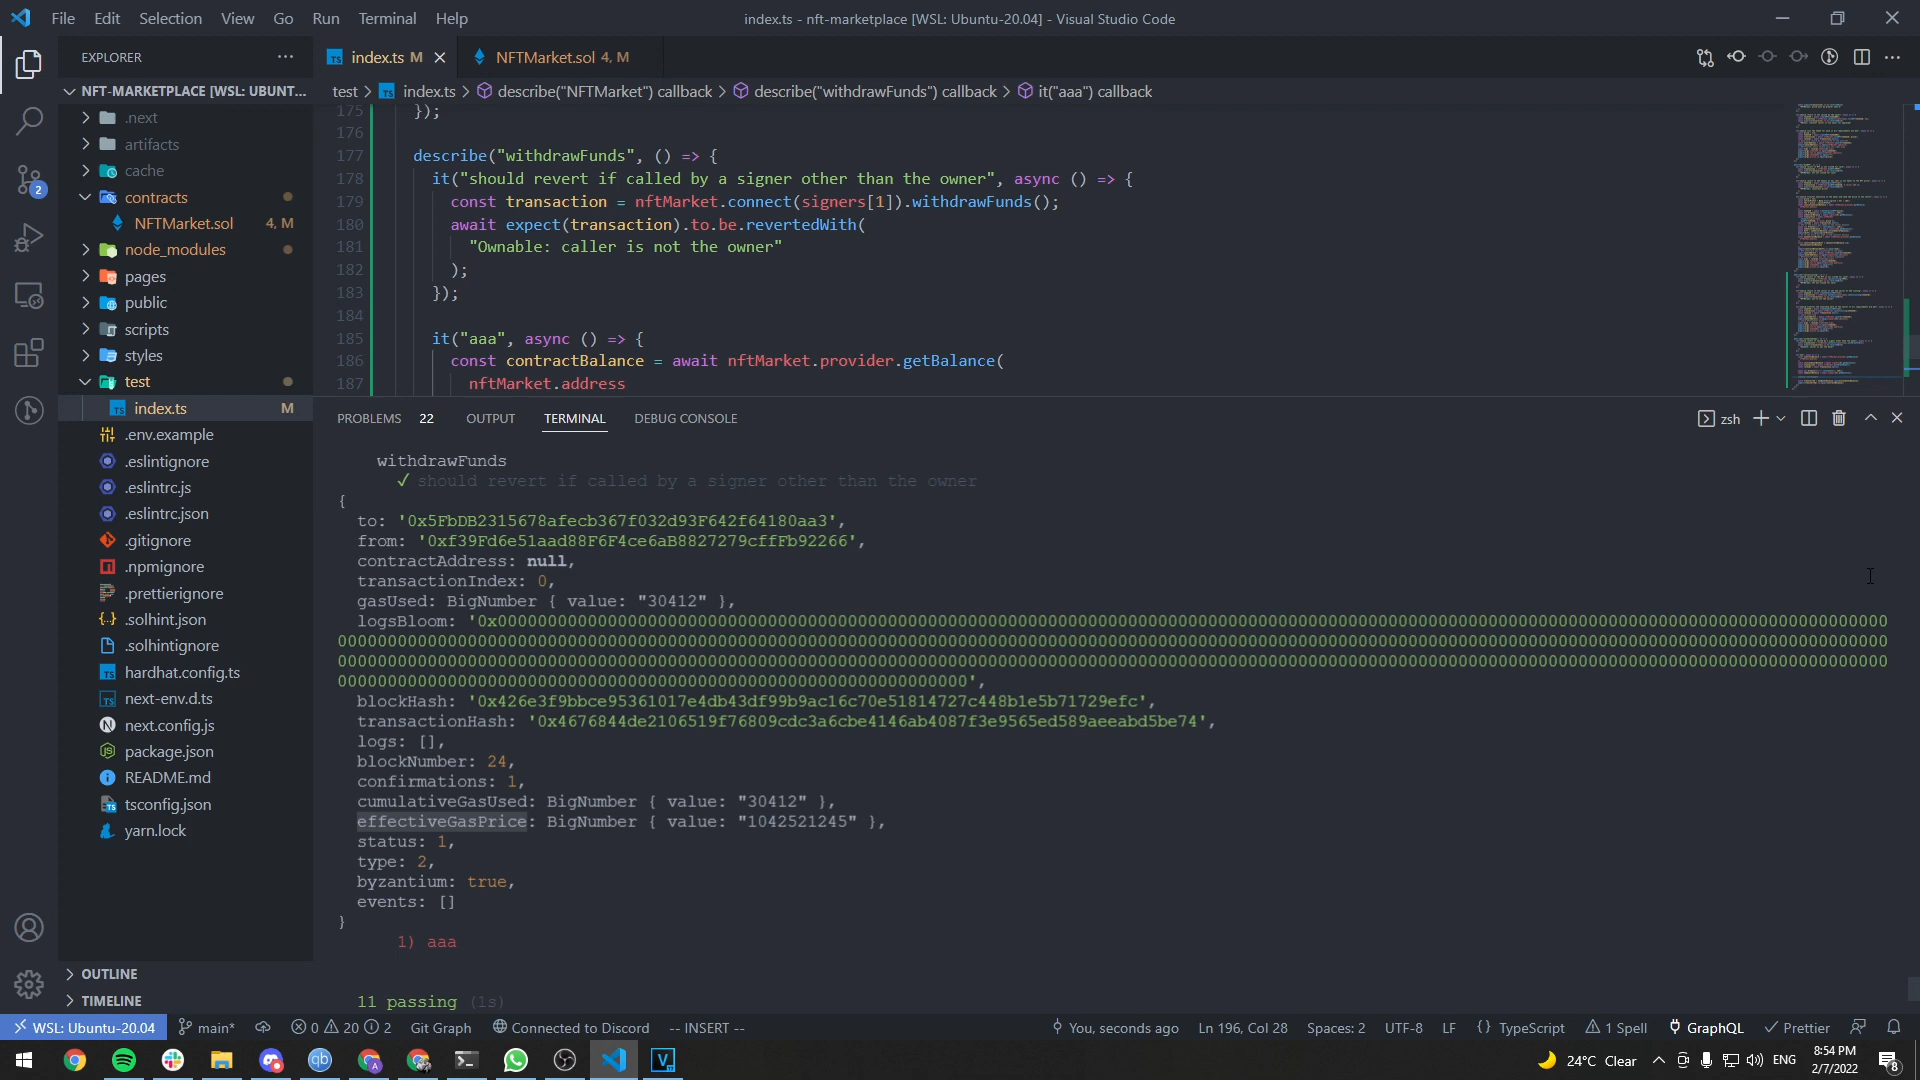 File Edit Selection View Go Run Terminal Help
index.ts - nft-marketplace [WSL: Ubuntu-20.04] - Visual Studio Code
EXPLORER
index.ts M
NFTMarket.sol 4, M
NFT-MARKETPLACE [WSL: UBUNT...
test > index.ts > describe("NFTMarket") callback > describe("withdrawFunds") callback > it("aaa") callback
.next
artifacts
cache
contracts
NFTMarket.sol 4, M
node_modules
pages
public
scripts
styles
test
index.ts M
.env.example
.eslintignore
.eslintrc.js
.eslintrc.json
.gitignore
.npmignore
.prettierignore
.solhint.json
.solhintignore
hardhat.config.ts
next-env.d.ts
next.config.js
package.json
README.md
tsconfig.json
yarn.lock
OUTLINE
TIMELINE
175 });
176
177 describe("withdrawFunds", () => {
178 it("should revert if called by a signer other than the owner", async () => {
179 const transaction = nftMarket.connect(signers[1]).withdrawFunds();
180 await expect(transaction).to.be.revertedWith(
181 "Ownable: caller is not the owner"
182 );
183 });
184
185 it("aaa", async () => {
186 const contractBalance = await nftMarket.provider.getBalance(
187 nftMarket.address
PROBLEMS 22 OUTPUT TERMINAL DEBUG CONSOLE
zsh
withdrawFunds
✓ should revert if called by a signer other than the owner
{
to: '0x5FbDB2315678afecb367f032d93F642f64180aa3',
from: '0xf39Fd6e51aad88F6F4ce6aB8827279cffFb92266',
contractAddress: null,
transactionIndex: 0,
gasUsed: BigNumber { value: "30412" },
logsBloom: '0x
blockHash: '0x426e3f9bbce95361017e4db43df99b9ac16c70e51814727c448b1e5b71729efc',
transactionHash: '0x4676844de2106519f76809cdc3a6cbe4146ab4087f3e9565ed589aeeabd5be74',
logs: [],
blockNumber: 24,
confirmations: 1,
cumulativeGasUsed: BigNumber { value: "30412" },
effectiveGasPrice: BigNumber { value: "1042521245" },
status: 1,
type: 2,
byzantium: true,
events: []
}
1) aaa
11 passing (1s)
WSL: Ubuntu-20.04 main* 0 20 2 Git Graph Connected to Discord -- INSERT --
You, seconds ago Ln 196, Col 28 Spaces: 2 UTF-8 LF {} TypeScript 1 Spell GraphQL Prettier
24°C Clear ENG 8:54 PM
2/7/2022 8